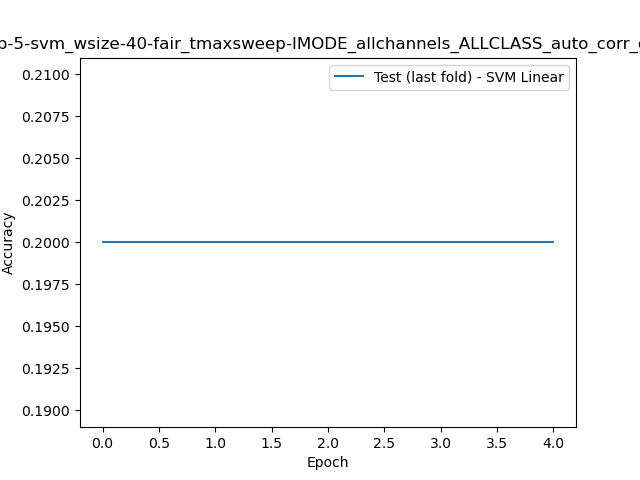 -5-svm_wsize-40-fair_tmaxsweep-IMODE_allchannels_ALLCLASS_auto_corr_
Test (last fold) - SVM Linear
0.2100
0.2075
0.2050
0.2025
0.2000
0.1975
0.1950
0.1925
0.1900
Accuracy
0.0 0.5 1.0 1.5 2.0 2.5 3.0 3.5 4.0
Epoch